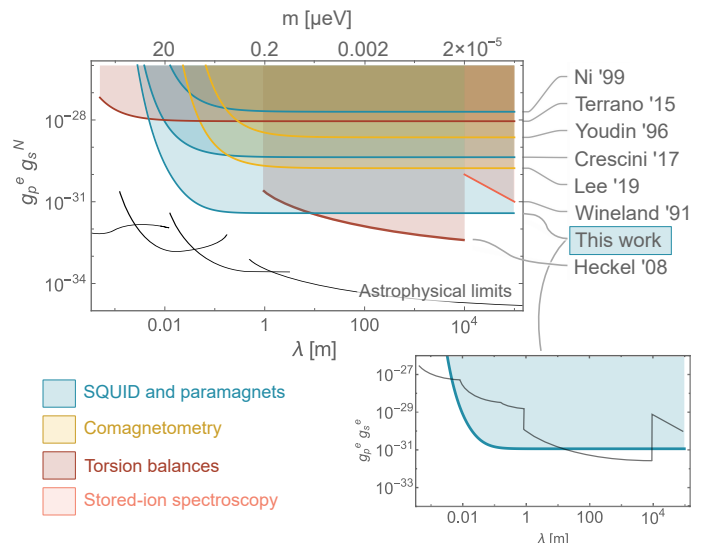 m [µeV]
20 0.2 0.002 2×10⁻⁵
g_p^e g_s^N
10⁻²⁸
10⁻³¹
10⁻³⁴
Ni '99
Terrano '15
Youdin '96
Crescini '17
Lee '19
Wineland '91
This work
Heckel '08
Astrophysical limits
0.01 1 100 10⁴
λ [m]
SQUID and paramagnets
Comagnetometry
Torsion balances
Stored-ion spectroscopy
g_p^e g_s^e
10⁻²⁷
10⁻²⁹
10⁻³¹
10⁻³³
0.01 1 100 10⁴
λ [m]